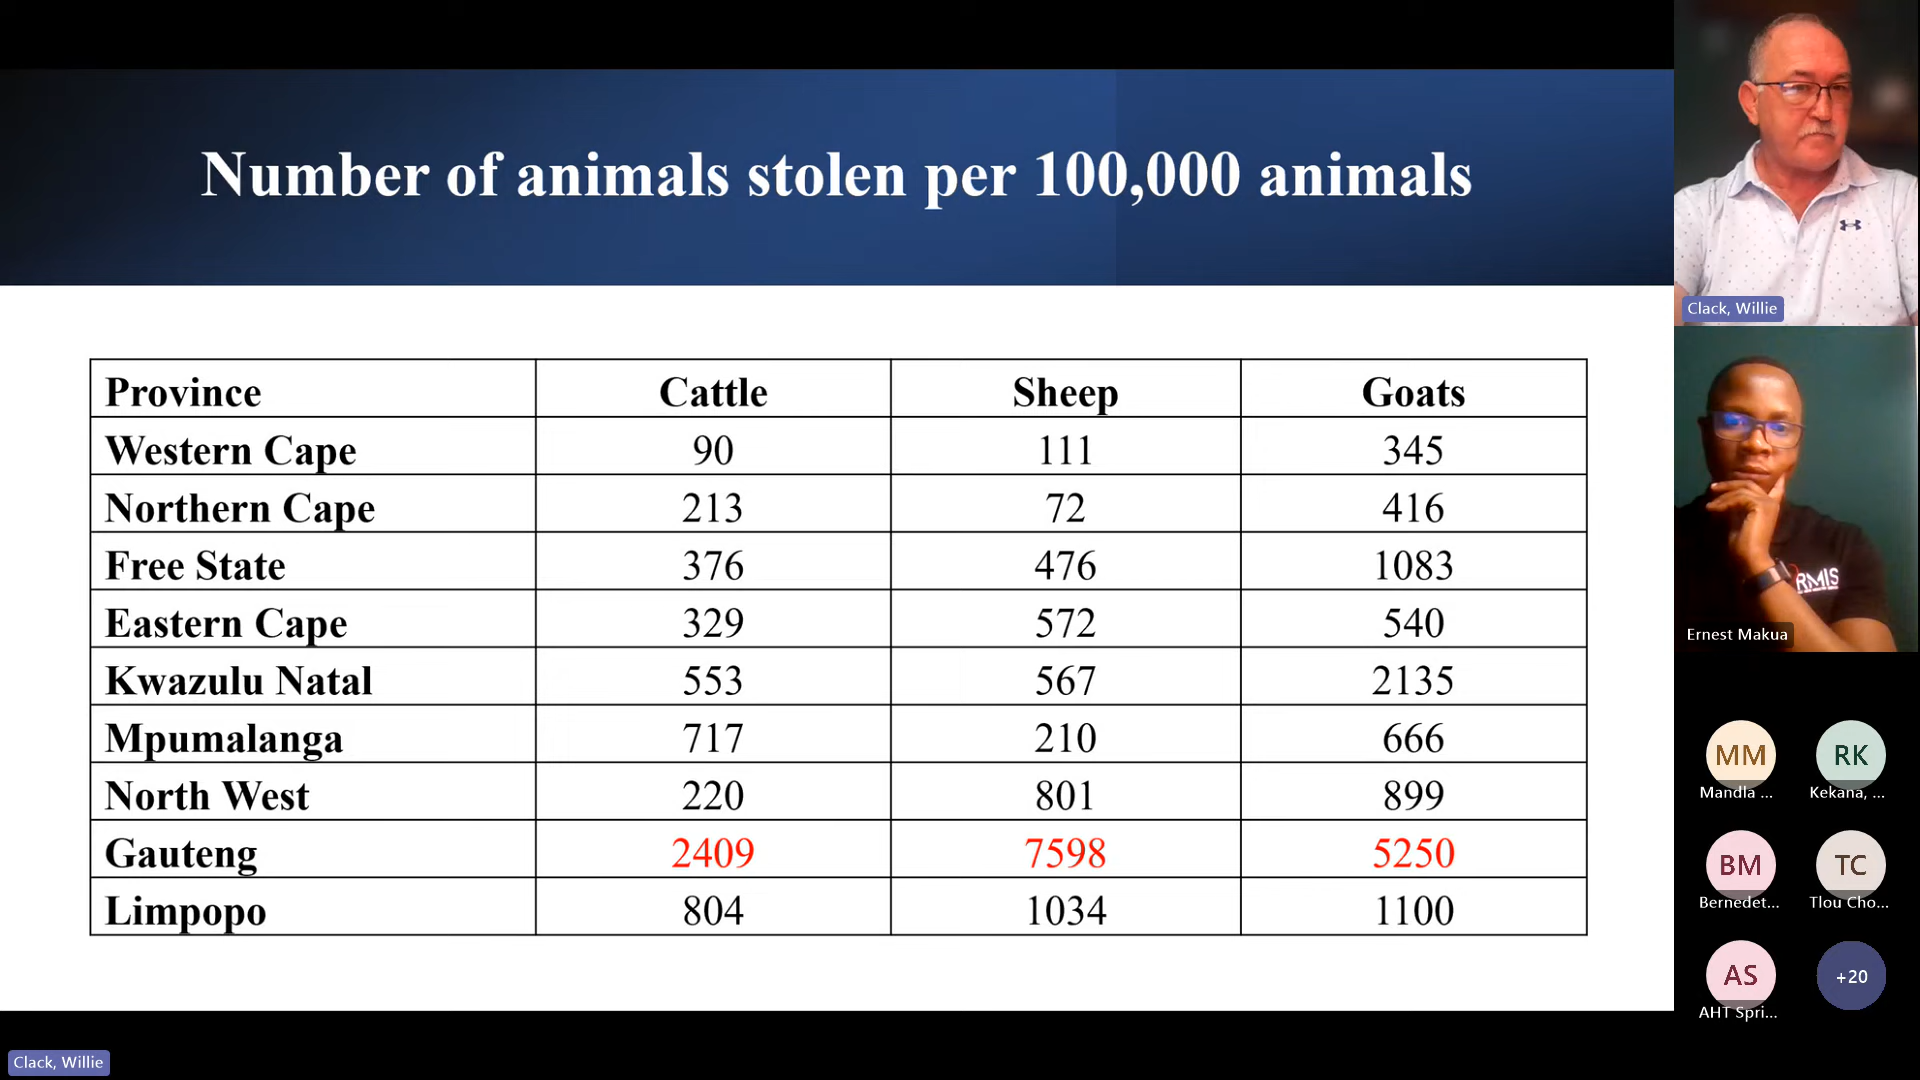 Number of animals stolen per 100,000 animals
Province Cattle Sheep Goats
Western Cape 90 111 345
Northern Cape 213 72 416
Free State 376 476 1083
Eastern Cape 329 572 540
Kwazulu Natal 553 567 2135
Mpumalanga 717 210 666
North West 220 801 899
Gauteng 2409 7598 5250
Limpopo 804 1034 1100
Clack, Willie
Clack, Willie
RMIS
Ernest Makua
MM RK
Mandla ... Kekana, ...
BM TC
Bernedet... Tlou Cho...
AS +20
AHT Spri...